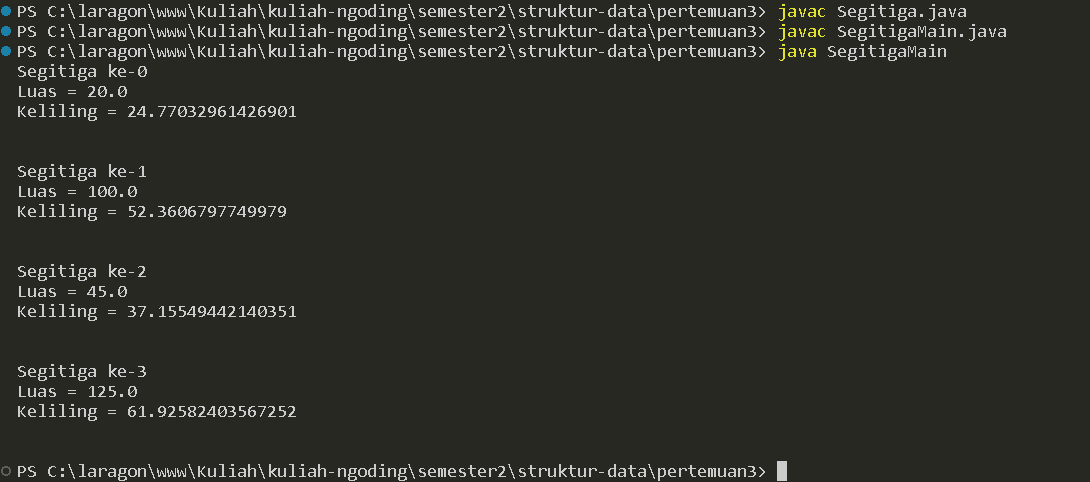 PS C:\laragon\www\Kuliah\kuliah-ngoding\semester2\struktur-data\pertemuan3> javac Segitiga.java
PS C:\laragon\www\Kuliah\kuliah-ngoding\semester2\struktur-data\pertemuan3> javac SegitigaMain.java
PS C:\laragon\www\Kuliah\kuliah-ngoding\semester2\struktur-data\pertemuan3> java SegitigaMain
Segitiga ke-0
Luas = 20.0
Keliling = 24.77032961426901
Segitiga ke-1
Luas = 100.0
Keliling = 52.3606797749979
Segitiga ke-2
Luas = 45.0
Keliling = 37.15549442140351
Segitiga ke-3
Luas = 125.0
Keliling = 61.92582403567252
PS C:\laragon\www\Kuliah\kuliah-ngoding\semester2\struktur-data\pertemuan3>